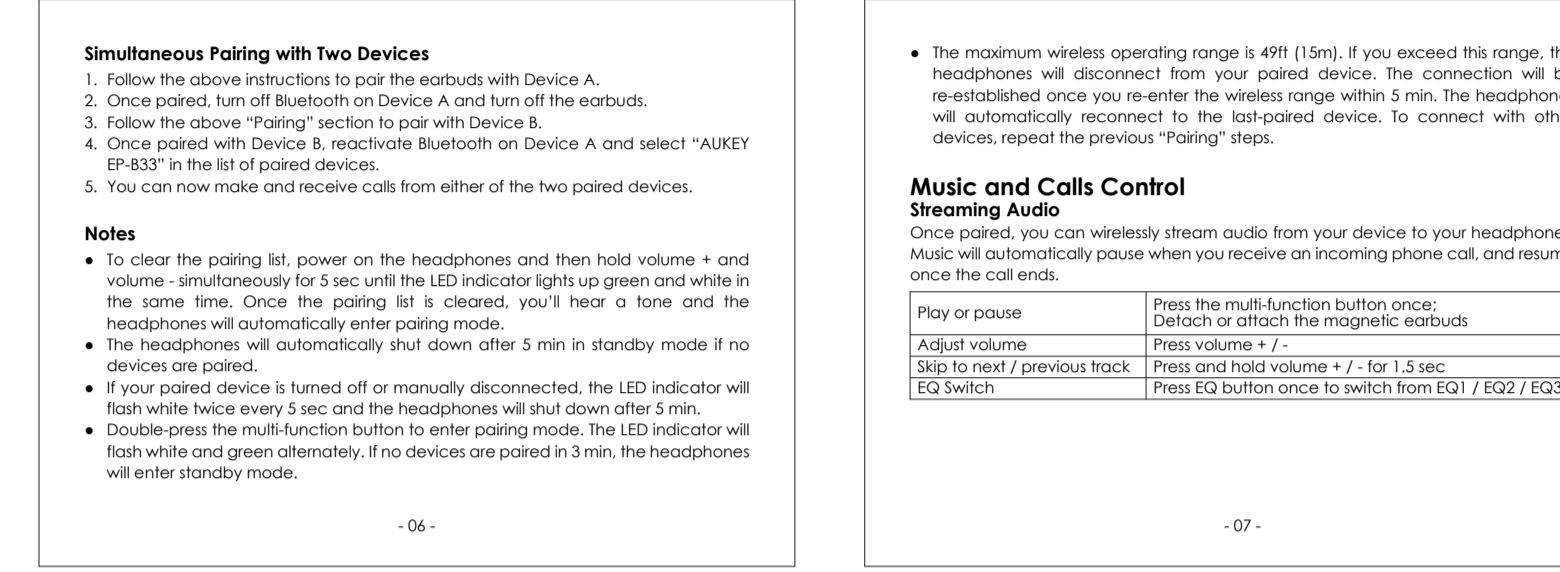 Simultaneous Pairing with Two Devices
1. Follow the above instructions to pair the earbuds with Device A.
2. Once paired, turn off Bluetooth on Device A and turn off the earbuds.
3. Follow the above “Pairing” section to pair with Device B.
4. Once paired with Device B, reactivate Bluetooth on Device A and select “AUKEY
EP-B33” in the list of paired devices.
5. You can now make and receive calls from either of the two paired devices.
Notes
● To clear the pairing list, power on the headphones and then hold volume + and
volume - simultaneously for 5 sec until the LED indicator lights up green and white in
the same time. Once the pairing list is cleared, you’ll hear a tone and the
headphones will automatically enter pairing mode.
● The headphones will automatically shut down after 5 min in standby mode if no
devices are paired.
● If your paired device is turned off or manually disconnected, the LED indicator will
flash white twice every 5 sec and the headphones will shut down after 5 min.
● Double-press the multi-function button to enter pairing mode. The LED indicator will
flash white and green alternately. If no devices are paired in 3 min, the headphones
will enter standby mode.
- 06 -
● The maximum wireless operating range is 49ft (15m). If you exceed this range,
headphones will disconnect from your paired device. The connection will
re-established once you re-enter the wireless range within 5 min. The
will automatically reconnect to the last-paired device. To connect with
devices, repeat the previous “Pairing” steps.
Music and Calls Control
Streaming Audio
Once paired, you can wirelessly stream audio from your device to your
Music will automatically pause when you receive an incoming phone call, and
once the call ends.
Play or pause
Press the multi-function button once;
Detach or attach the magnetic earbuds
Adjust volume
Press volume + / -
Skip to next / previous track
Press and hold volume + / - for 1.5 sec
EQ Switch
Press EQ button once to switch from EQ1 / EQ2 / EQ3
- 07 -